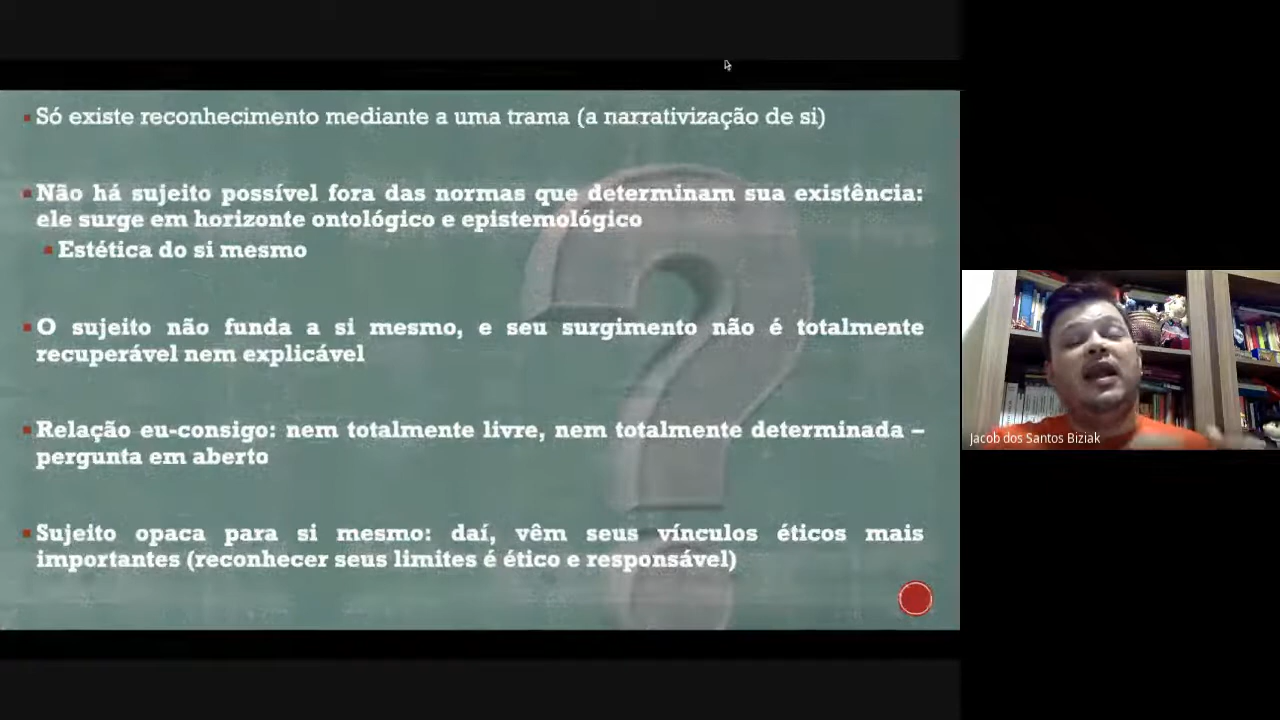 Só existe reconhecimento mediante a uma trama (a narrativização de si)
Não há sujeito possível fora das normas que determinam sua existência:
ele surge em horizonte ontológico e epistemológico
Estética do si mesmo
O sujeito não funda a si mesmo, e seu surgimento não é totalmente
recuperável nem explicável
Relação eu-consigo: nem totalmente livre, nem totalmente determinada –
pergunta em aberto
Sujeito opaca para si mesmo: daí, vêm seus vínculos éticos mais
importantes (reconhecer seus limites é ético e responsável)
Jacob dos Santos Biziak